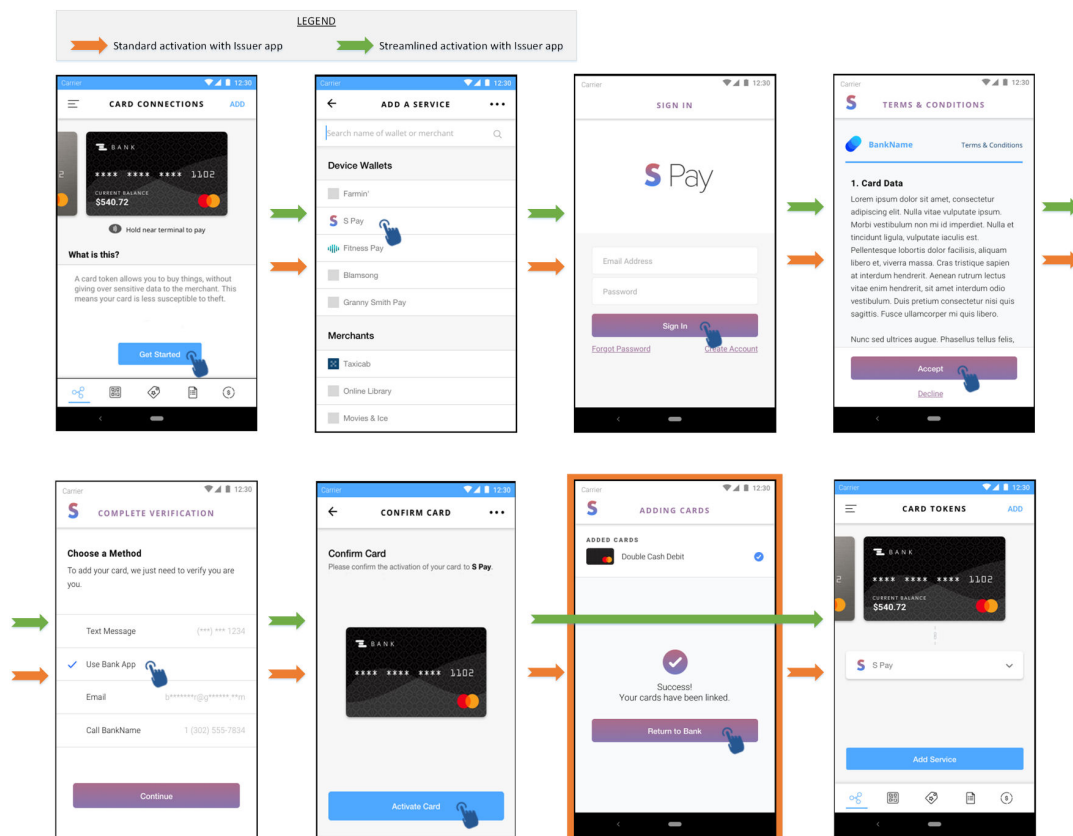 LEGEND
Standard activation with Issuer app
Streamlined activation with Issuer app
Carrier
12:30
CARD CONNECTIONS
ADD
2
BANK
**** **** **** 1102
CURRENT BALANCE
$540.72
Hold near terminal to pay
What is this?
A card token allows you to buy things, without
giving over sensitive data to the merchant. This
means your card is less susceptible to theft.
Get Started
Carrier
12:30
ADD A SERVICE
Search name of wallet or merchant
Device Wallets
Farmin'
S Pay
Fitness Pay
Blamsong
Granny Smith Pay
Merchants
Taxicab
Online Library
Movies & Ice
Carrier
12:30
SIGN IN
S Pay
Email Address
Password
Sign In
Forgot Password
Create Account
Carrier
12:30
S
TERMS & CONDITIONS
BankName
Terms & Conditions
1. Card Data
Lorem ipsum dolor sit amet, consectetur
adipiscing elit. Nulla vitae vulputate ipsum.
Morbi vestibulum non mi id imperdiet. Nulla et
tincidunt ligula, vulputate iaculis est.
Pellentesque lobortis dolor facilisis, aliquam
libero et, viverra massa. Cras tristique sapien
at interdum hendrerit. Aenean rutrum lectus
vitae enim hendrerit, sit amet interdum odio
vestibulum. Duis pretium consectetur nisi quis
sagittis. Fusce ullamcorper mi quis libero.
Nunc sed ultrices augue. Phasellus tellus felis,
Accept
Decline
Carrier
12:30
S
COMPLETE VERIFICATION
Choose a Method
To add your card, we just need to verify you are
you.
Text Message
(***) *** 1234
Use Bank App
Email
b*******r@g****** **m
Call BankName
1 (302) 555-7834
Continue
Carrier
12:30
CONFIRM CARD
Confirm Card
Please confirm the activation of your card to S Pay.
BANK
**** **** **** 1102
Activate Card
Carrier
12:30
S
ADDING CARDS
ADDED CARDS
Double Cash Debit
Success!
Your cards have been linked.
Return to Bank
Carrier
12:30
CARD TOKENS
ADD
2
BANK
**** **** **** 1102
CURRENT BALANCE
$540.72
S
S Pay
Add Service